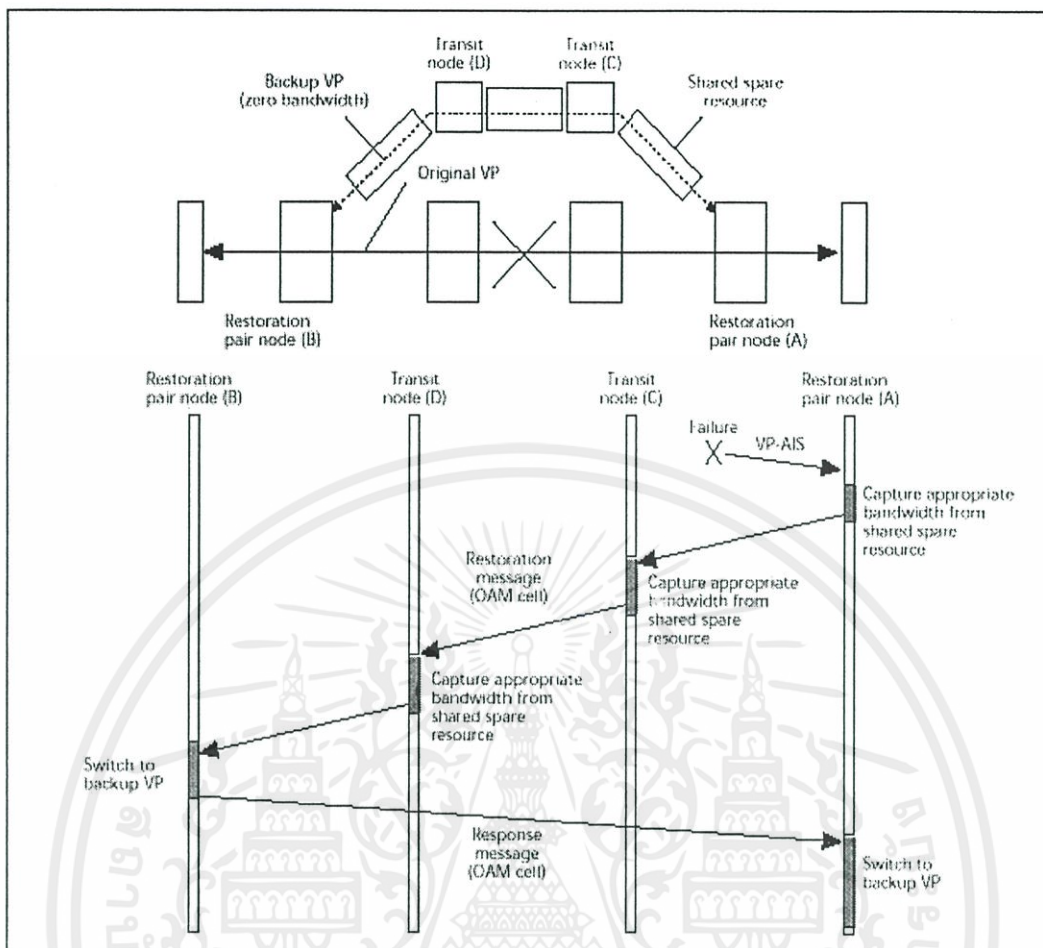 Transit
node (D)
Transit
node (C)
Backup VP
(zero bandwidth)
Shared spare
resource
Original VP
Restoration
pair node (B)
Restoration
pair node (A)
Restoration
pair node (B)
Transit
node (D)
Transit
node (C)
Restoration
pair node (A)
Failure
VP-AIS
Capture appropriate
bandwidth from
shared spare
resource
Restoration
message
(OAM cell)
Capture appropriate
bandwidth from
shared spare
resource
Capture appropriate
bandwidth from
shared spare
resource
Switch to
backup VP
Response
message
(OAM cell)
Switch to
backup VP